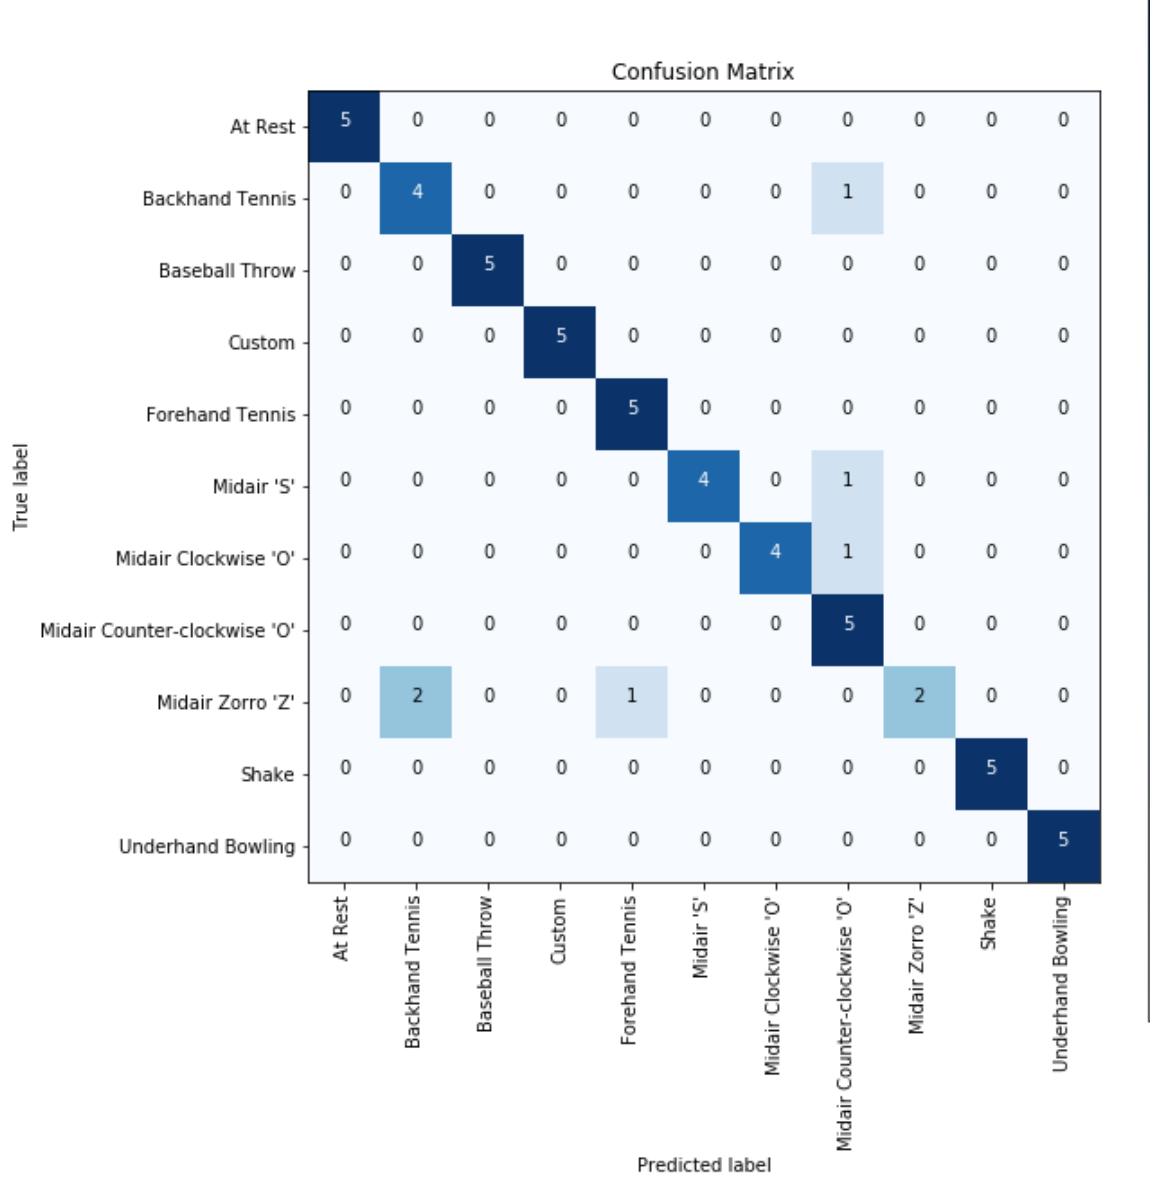 Confusion Matrix
At Rest 5 0 0 0 0 0 0 0 0 0 0
Backhand Tennis 0 4 0 0 0 0 0 1 0 0 0
Baseball Throw 0 0 5 0 0 0 0 0 0 0 0
Custom 0 0 0 5 0 0 0 0 0 0 0
Forehand Tennis 0 0 0 0 5 0 0 0 0 0 0
Midair 'S' 0 0 0 0 0 4 0 1 0 0 0
Midair Clockwise 'O' 0 0 0 0 0 0 4 1 0 0 0
Midair Counter-clockwise 'O' 0 0 0 0 0 0 0 5 0 0 0
Midair Zorro 'Z' 0 2 0 0 1 0 0 0 2 0 0
Shake 0 0 0 0 0 0 0 0 0 5 0
Underhand Bowling 0 0 0 0 0 0 0 0 0 0 5
True label
At Rest
Backhand Tennis
Baseball Throw
Custom
Forehand Tennis
Midair 'S'
Midair Clockwise 'O'
Midair Counter-clockwise 'O'
Midair Zorro 'Z'
Shake
Underhand Bowling
Predicted label